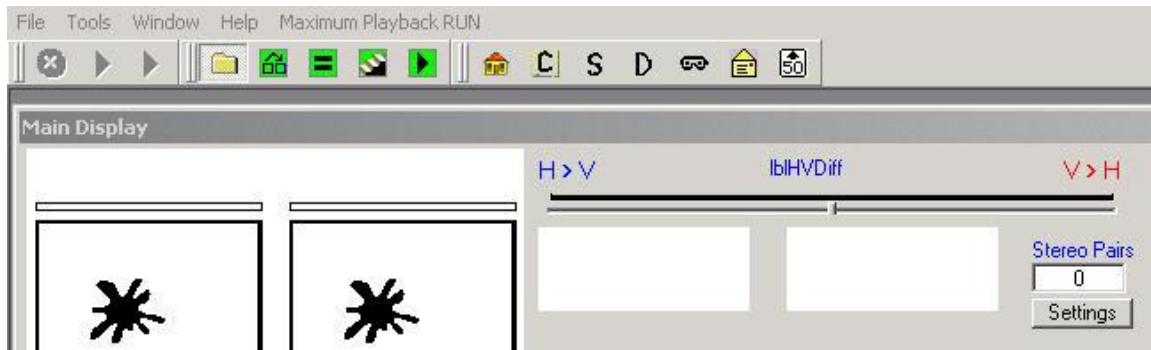 File Tools Window Help Maximum Playback RUN
C S D 50
Main Display
H > V lblHVDiff V > H
Stereo Pairs
0
Settings